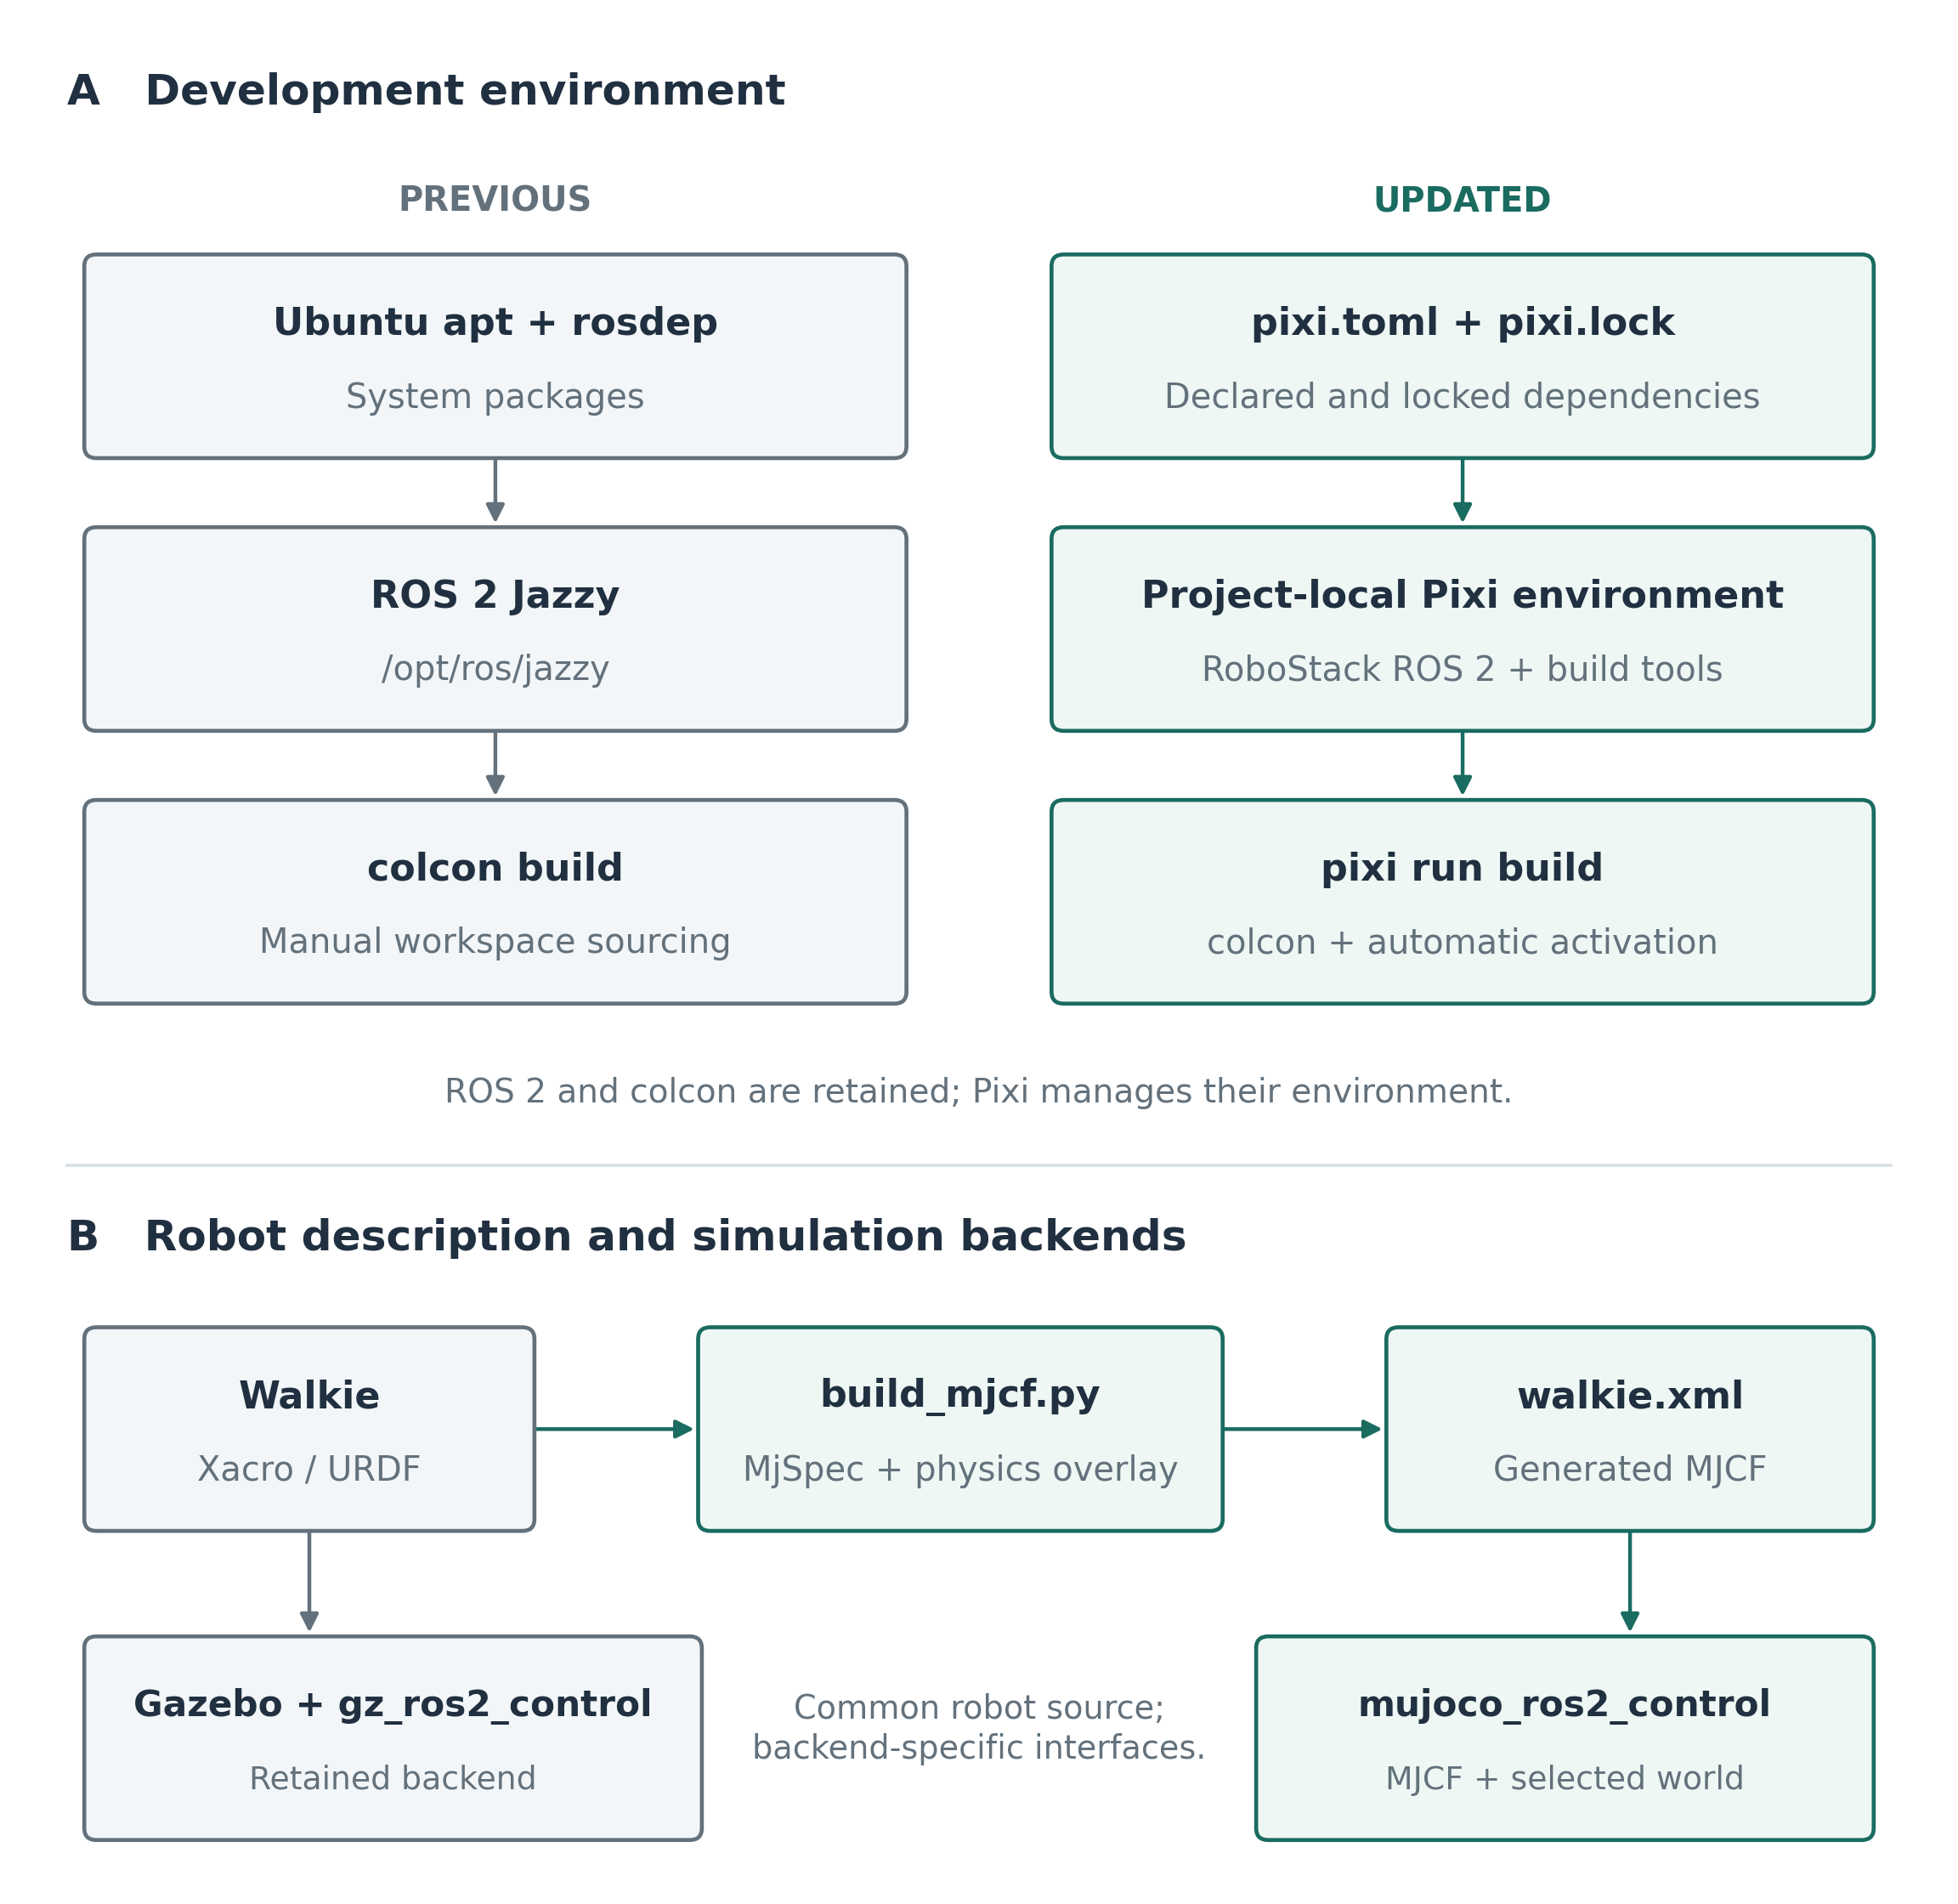 A Development environment
PREVIOUS
Ubuntu apt + rosdep
System packages
ROS 2 Jazzy
/opt/ros/jazzy
colcon build
Manual workspace sourcing
UPDATED
pixi.toml + pixi.lock
Declared and locked dependencies
Project-local Pixi environment
RoboStack ROS 2 + build tools
pixi run build
colcon + automatic activation
ROS 2 and colcon are retained; Pixi manages their environment.
B Robot description and simulation backends
Walkie
Xacro / URDF
build_mjcf.py
MjSpec + physics overlay
walkie.xml
Generated MJCF
Gazebo + gz_ros2_control
Retained backend
Common robot source;
backend-specific interfaces.
mujoco_ros2_control
MJCF + selected world